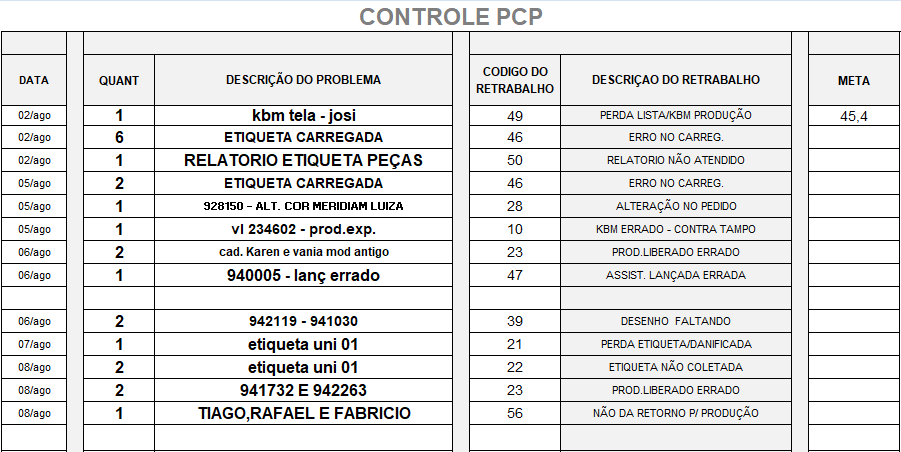 CONTROLE PCP
DATA QUANT DESCRIÇÃO DO PROBLEMA CODIGO DO RETRABALHO DESCRIÇAO DO RETRABALHO META
02/ago 1 kbm tela - josi 49 PERDA LISTA/KBM PRODUÇÃO 45,4
02/ago 6 ETIQUETA CARREGADA 46 ERRO NO CARREG.
02/ago 1 RELATORIO ETIQUETA PEÇAS 50 RELATORIO NÃO ATENDIDO
05/ago 2 ETIQUETA CARREGADA 46 ERRO NO CARREG.
05/ago 1 928150 - ALT. COR MERIDIAM LUIZA 28 ALTERAÇÃO NO PEDIDO
05/ago 1 vl 234602 - prod.exp. 10 KBM ERRADO - CONTRA TAMPO
06/ago 2 cad. Karen e vania mod antigo 23 PROD.LIBERADO ERRADO
06/ago 1 940005 - lanç errado 47 ASSIST. LANÇADA ERRADA
06/ago 2 942119 - 941030 39 DESENHO FALTANDO
07/ago 1 etiqueta uni 01 21 PERDA ETIQUETA/DANIFICADA
08/ago 2 etiqueta uni 01 22 ETIQUETA NÃO COLETADA
08/ago 2 941732 E 942263 23 PROD.LIBERADO ERRADO
08/ago 1 TIAGO,RAFAEL E FABRICIO 56 NÃO DA RETORNO P/ PRODUÇÃO